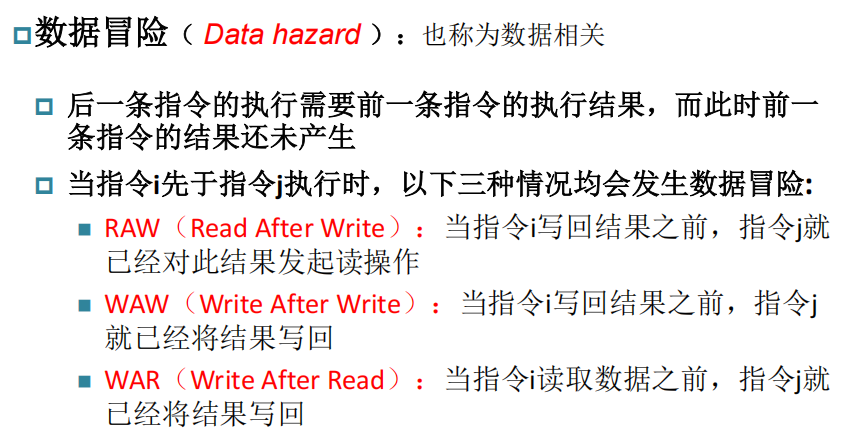 数据冒险（ Data hazard ）：也称为数据相关
后一条指令的执行需要前一条指令的执行结果，而此时前一
条指令的结果还未产生
当指令i先于指令j执行时，以下三种情况均会发生数据冒险:
RAW（Read After Write）：当指令i写回结果之前，指令j就
已经对此结果发起读操作
WAW（Write After Write）：当指令i写回结果之前，指令j
就已经将结果写回
WAR（Write After Read）：当指令i读取数据之前，指令j就
已经将结果写回